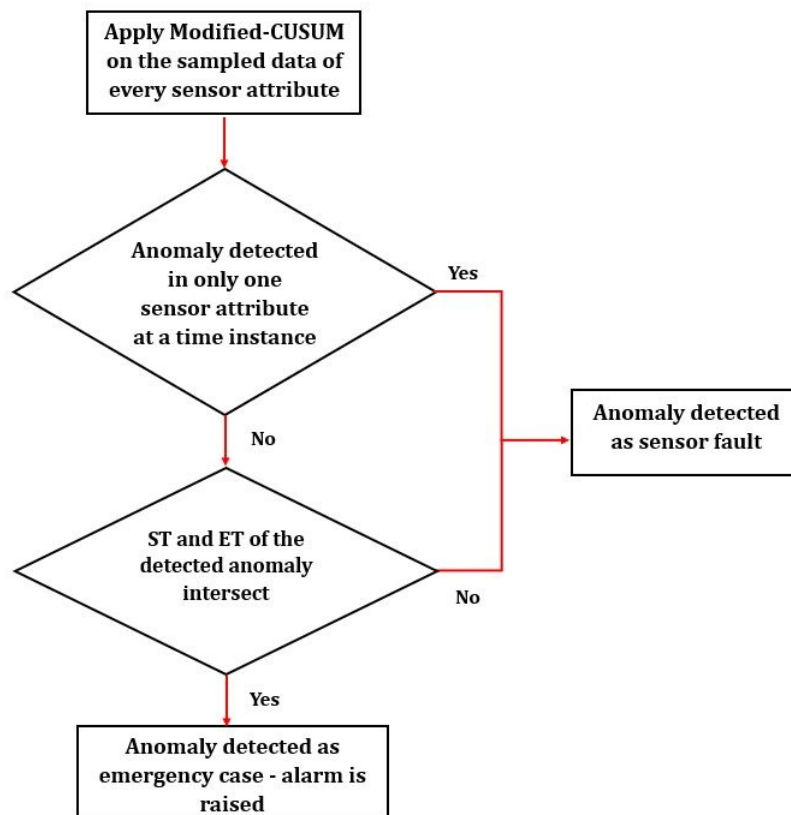 Apply Modified-CUSUM
on the sampled data of
every sensor attribute
Anomaly detected
in only one
sensor attribute
at a time instance
Yes
No
Anomaly detected
as sensor fault
ST and ET of the
detected anomaly
intersect
No
Yes
Anomaly detected as
emergency case - alarm is
raised